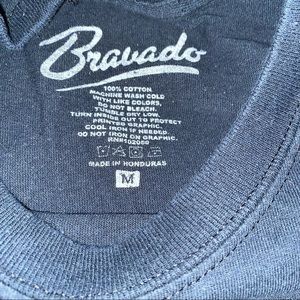 Bravado
100% COTTON
MACHINE WASH COLD
WITH LIKE COLORS,
DO NOT BLEACH.
TUMBLE DRY LOW.
TURN INSIDE OUT TO PROTECT
PRINTED GRAPHIC.
COOL IRON IF NEEDED.
DO NOT IRON ON GRAPHIC.
MADE IN HONDURAS
M